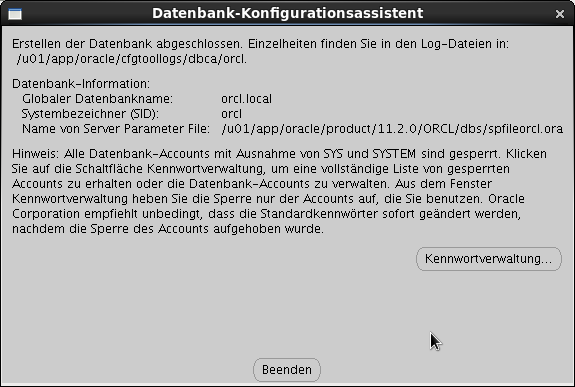 Datenbank-Konfigurationsassistent
Erstellen der Datenbank abgeschlossen. Einzelheiten finden Sie in den Log-Dateien in:
/u01/app/oracle/cfgtoollogs/dbca/orcl.
Datenbank-Information:
Globaler Datenbankname: orcl.local
Systembezeichner (SID): orcl
Name von Server Parameter File: /u01/app/oracle/product/11.2.0/ORCL/dbs/spfileorcl.ora
Hinweis: Alle Datenbank-Accounts mit Ausnahme von SYS und SYSTEM sind gesperrt. Klicken
Sie auf die Schaltfläche Kennwortverwaltung, um eine vollständige Liste von gesperrten
Accounts zu erhalten oder die Datenbank-Accounts zu verwalten. Aus dem Fenster
Kennwortverwaltung heben Sie die Sperre nur der Accounts auf, die Sie benutzen. Oracle
Corporation empfiehlt unbedingt, dass die Standardkennwörter sofort geändert werden,
nachdem die Sperre des Accounts aufgehoben wurde.
Kennwortverwaltung...
Beenden